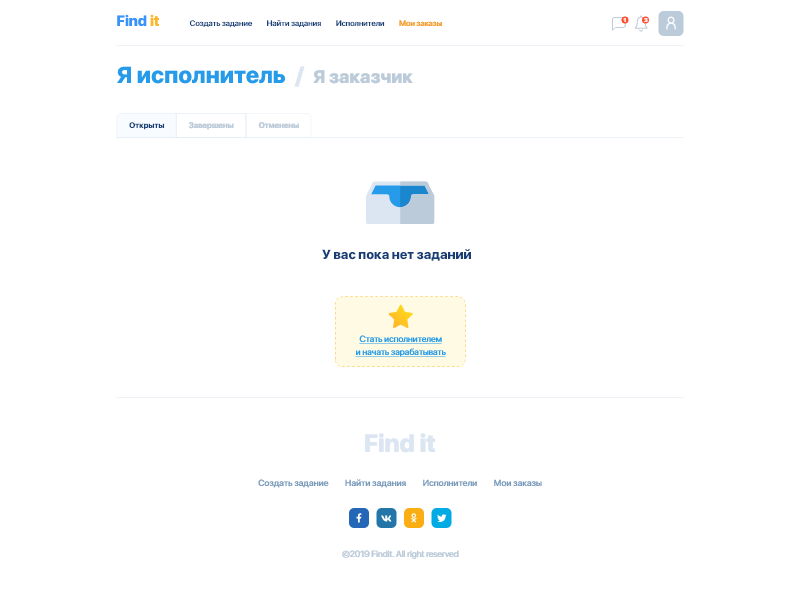 Find it
Создать задание Найти задания Исполнители Мои заказы
1
3
Я исполнитель / Я заказчик
Открыты Завершены Отменены
У вас пока нет заданий
Стать исполнителем
и начать зарабатывать
Find it
Создать задание Найти задания Исполнители Мои заказы
©2019 Findit. All right reserved